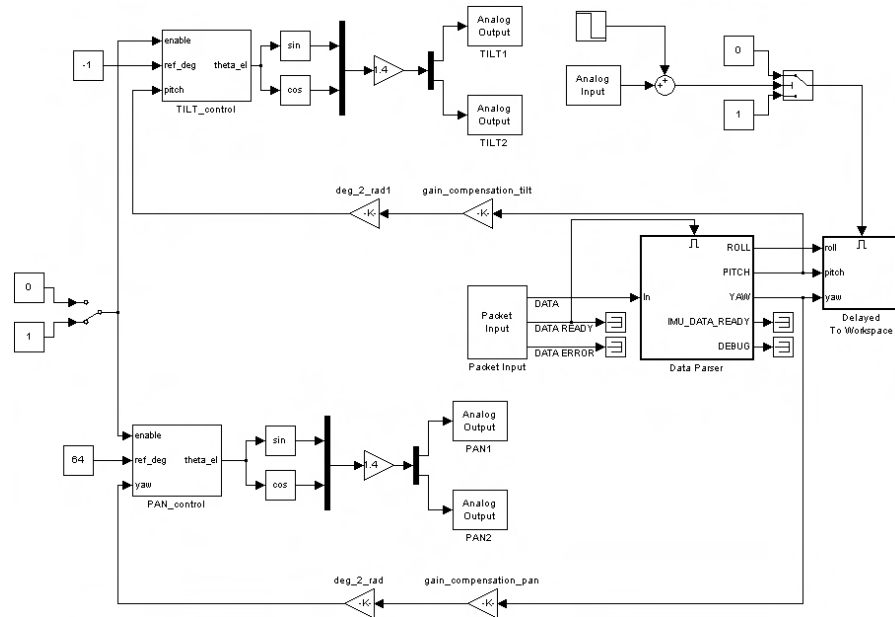 enable
ref_deg
pitch
theta_el
TILT_control
-1
sin
cos
1.4
Analog
Output
TILT1
Analog
Output
TILT2
Analog
Input
+
+
0
1
deg_2_rad1
-K-
gain_compensation_tilt
-K-
0
1
Packet
Input
Packet Input
DATA
DATA READY
DATA ERROR
In
ROLL
PITCH
YAW
IMU_DATA_READY
DEBUG
Data Parser
roll
pitch
yaw
Delayed
To Workspace
enable
ref_deg
yaw
theta_el
PAN_control
64
sin
cos
1.4
Analog
Output
PAN1
Analog
Output
PAN2
deg_2_rad
-K-
gain_compensation_pan
-K-